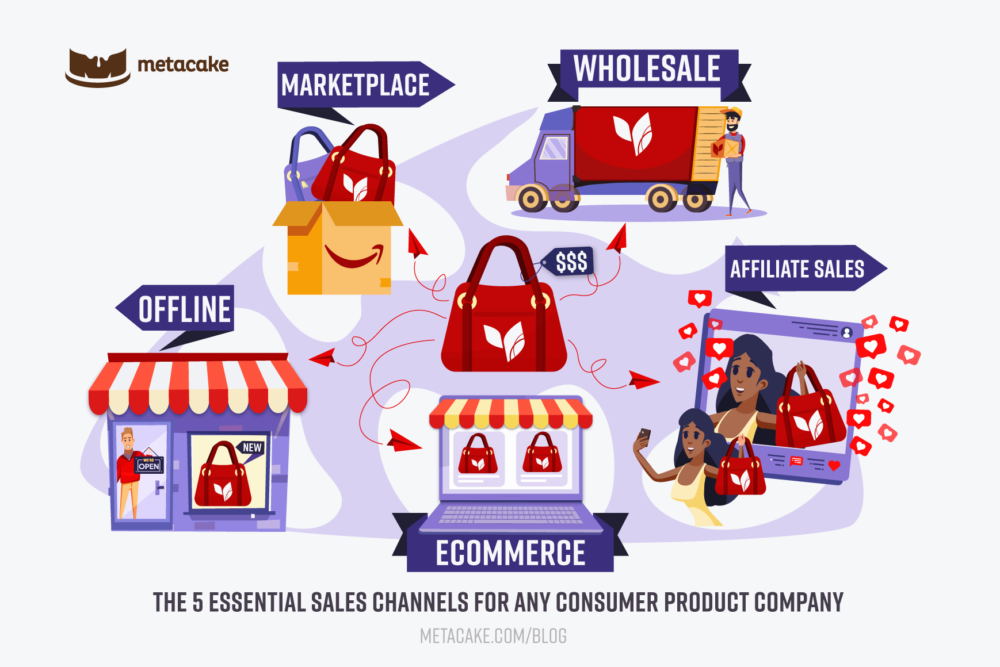 metacake
MARKETPLACE
WHOLESALE
$$$
AFFILIATE SALES
OFFLINE
NEW
WE'RE
OPEN
ECOMMERCE
THE 5 ESSENTIAL SALES CHANNELS FOR ANY CONSUMER PRODUCT COMPANY
METACAKE.COM/BLOG